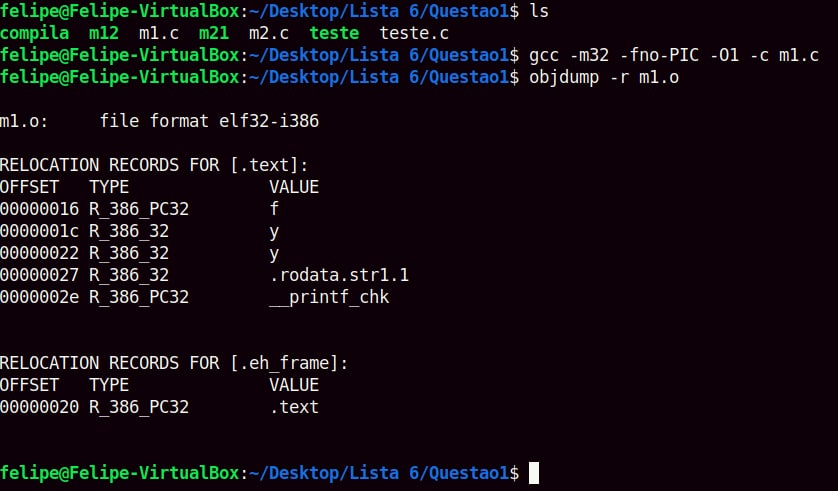 felipe@Felipe-VirtualBox:~/Desktop/Lista 6/Questao1$ ls
compila  m12  m1.c  m21  m2.c  teste  teste.c
felipe@Felipe-VirtualBox:~/Desktop/Lista 6/Questao1$ gcc -m32 -fno-PIC -O1 -c m1.c
felipe@Felipe-VirtualBox:~/Desktop/Lista 6/Questao1$ objdump -r m1.o
m1.o:     file format elf32-i386
RELOCATION RECORDS FOR [.text]:
OFFSET   TYPE              VALUE
00000016 R_386_PC32        f
0000001c R_386_32          y
00000022 R_386_32          y
00000027 R_386_32          .rodata.str1.1
0000002e R_386_PC32        __printf_chk
RELOCATION RECORDS FOR [.eh_frame]:
OFFSET   TYPE              VALUE
00000020 R_386_PC32        .text
felipe@Felipe-VirtualBox:~/Desktop/Lista 6/Questao1$